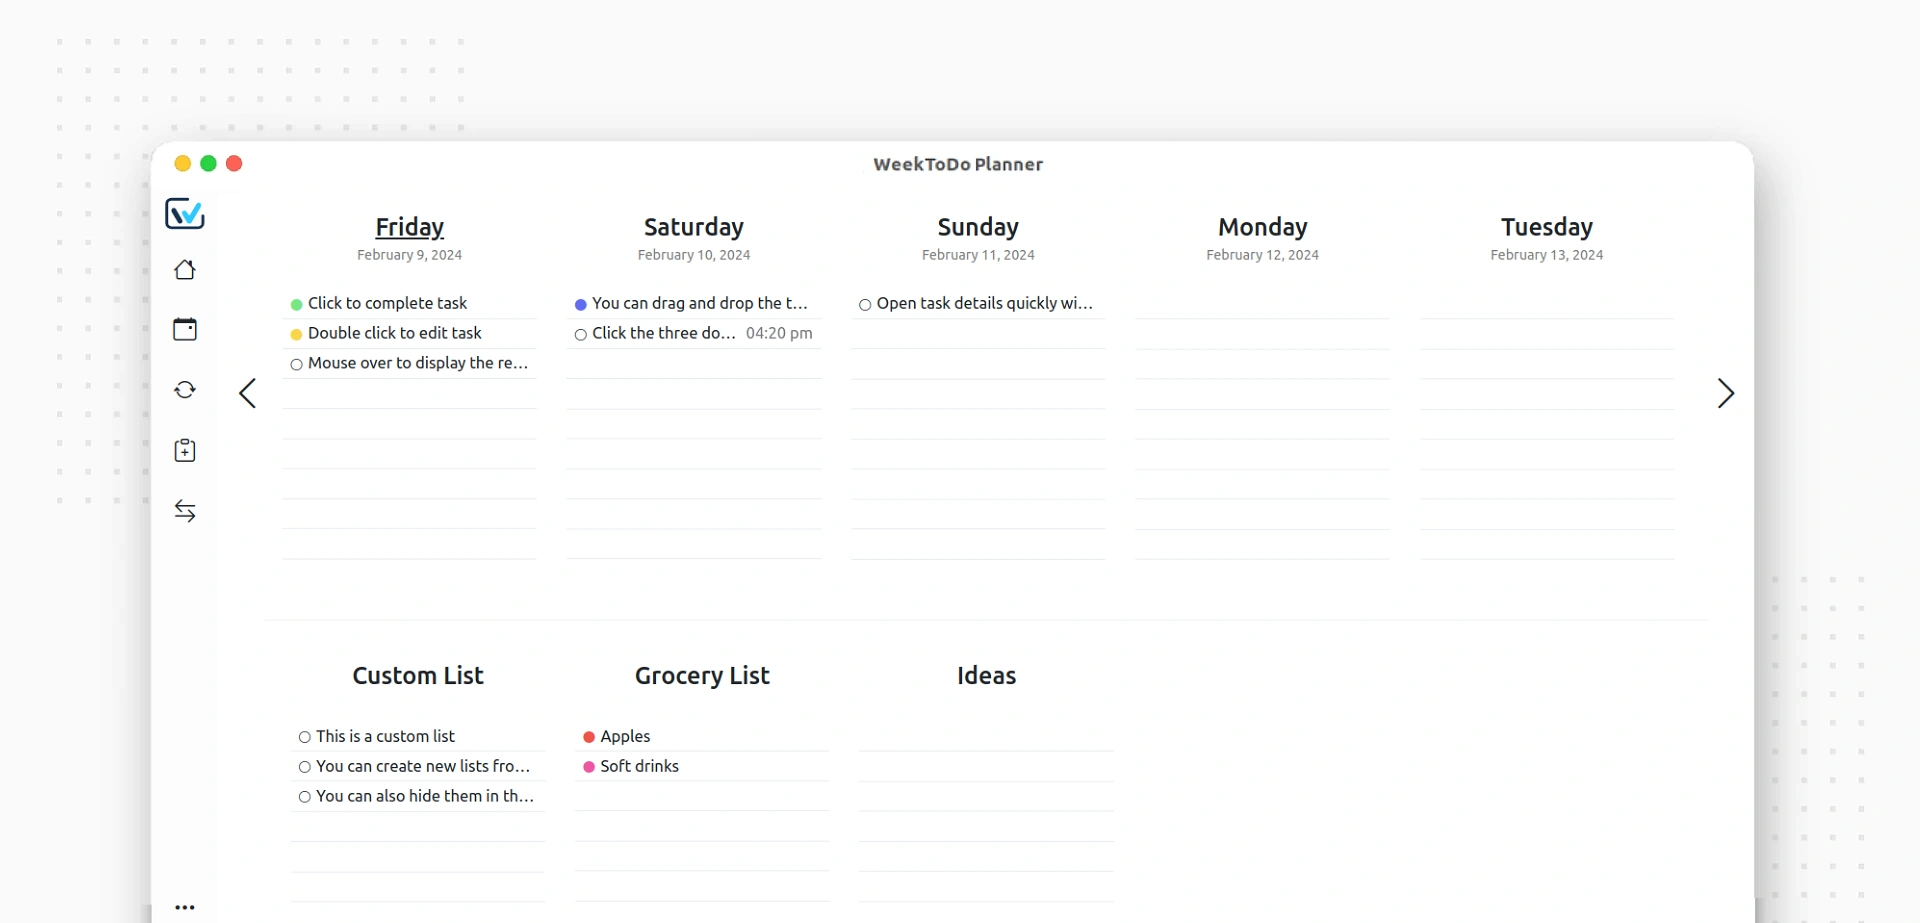 WeekToDo Planner
Friday
February 9, 2024
Click to complete task
Double click to edit task
Mouse over to display the re...
Saturday
February 10, 2024
You can drag and drop the t...
Click the three do... 04:20 pm
Sunday
February 11, 2024
Open task details quickly wi...
Monday
February 12, 2024
Tuesday
February 13, 2024
Custom List
This is a custom list
You can create new lists fro...
You can also hide them in th...
Grocery List
Apples
Soft drinks
Ideas